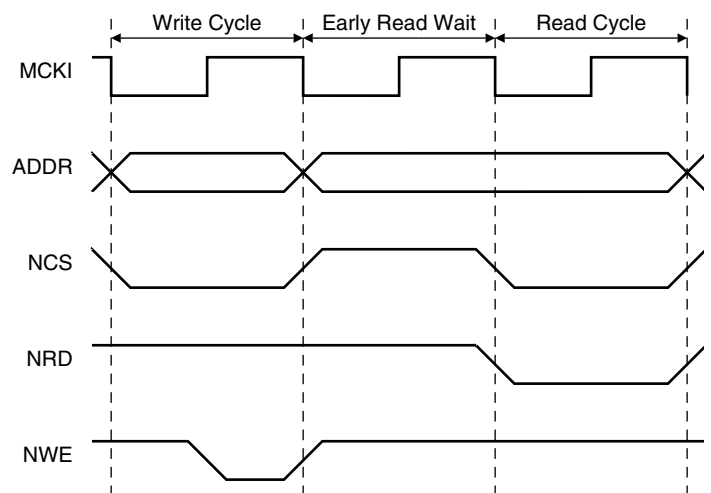 Write Cycle Early Read Wait Read Cycle
MCKI
ADDR
NCS
NRD
NWE